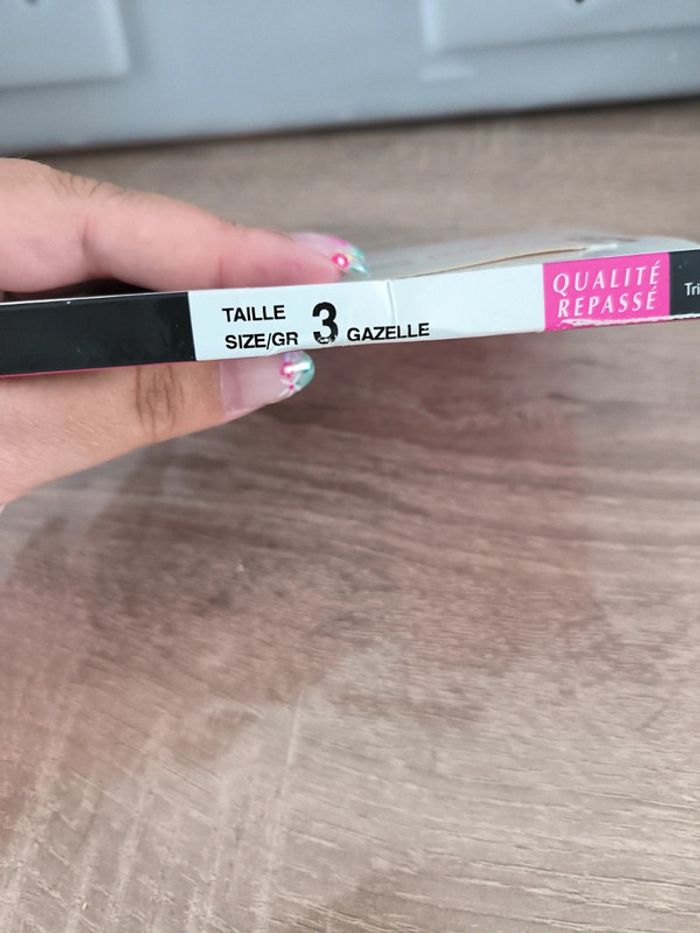 TAILLE
SIZE/GR 3 GAZELLE
QUALITÉ
REPASSÉ